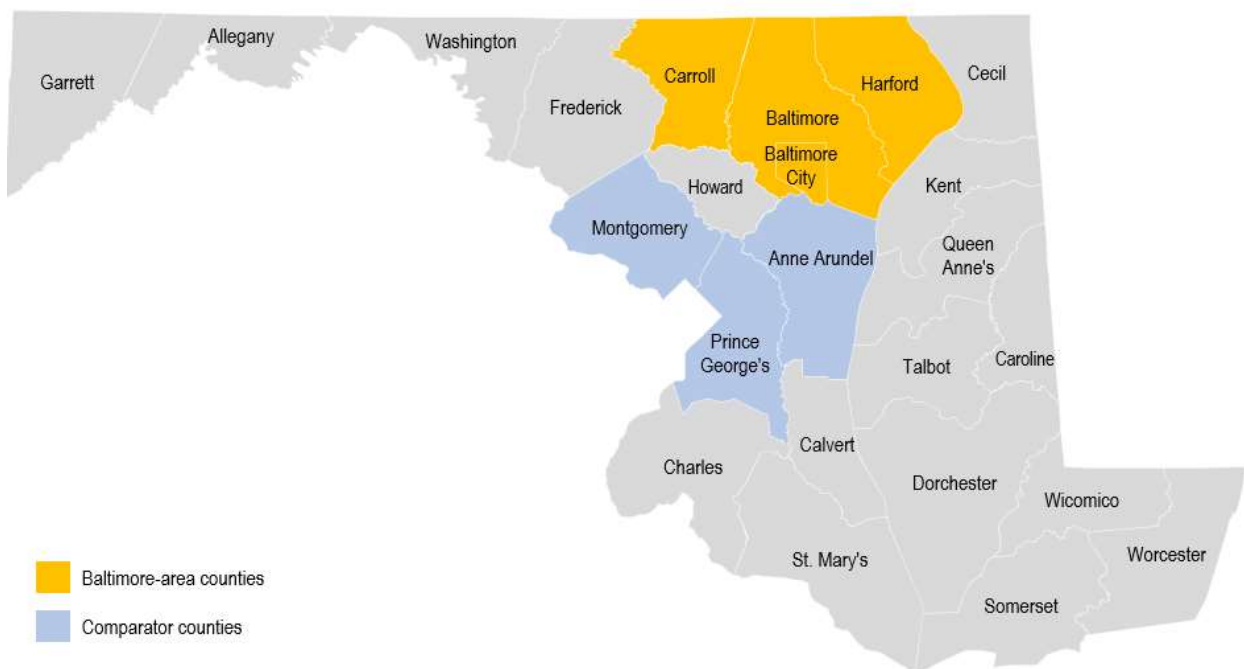 Garrett
Allegany
Washington
Frederick
Carroll
Baltimore
Harford
Cecil
Baltimore
City
Howard
Kent
Montgomery
Anne Arundel
Queen
Anne's
Prince
George's
Talbot
Caroline
Charles
Calvert
Dorchester
Wicomico
St. Mary's
Worcester
Somerset
Baltimore-area counties
Comparator counties